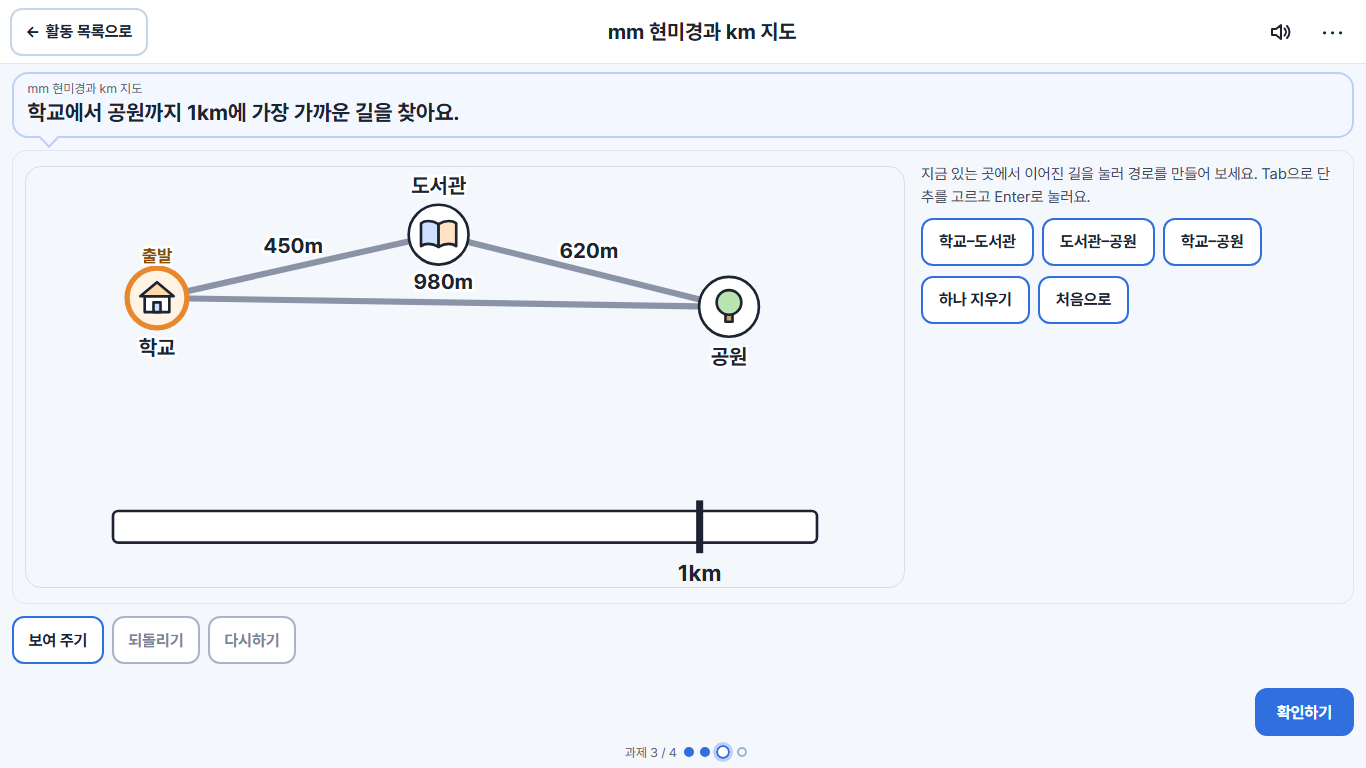 ← 활동 목록으로
mm 현미경과 km 지도
mm 현미경과 km 지도
학교에서 공원까지 1km에 가장 가까운 길을 찾아요.
도서관
450m
620m
출발
980m
학교
공원
1km
지금 있는 곳에서 이어진 길을 눌러 경로를 만들어 보세요. Tab으로 단
추를 고르고 Enter로 눌러요.
학교–도서관
도서관–공원
학교–공원
하나 지우기
처음으로
보여 주기
되돌리기
다시하기
확인하기
과제 3 / 4